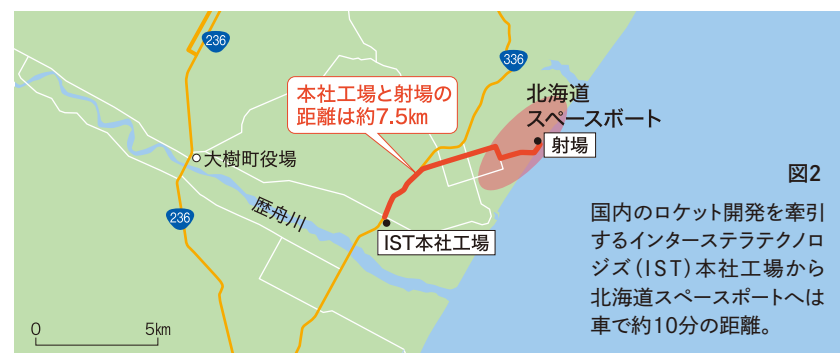 236
336
北海道
スペースポート
本社工場と射場の
距離は約7.5km
射場
大樹町役場
図2
236
歴舟川
IST本社工場
国内のロケット開発を牽引
するインターステラテクノロ
ジズ(IST)本社工場から
北海道スペースポートへは
車で約10分の距離。
0 5km